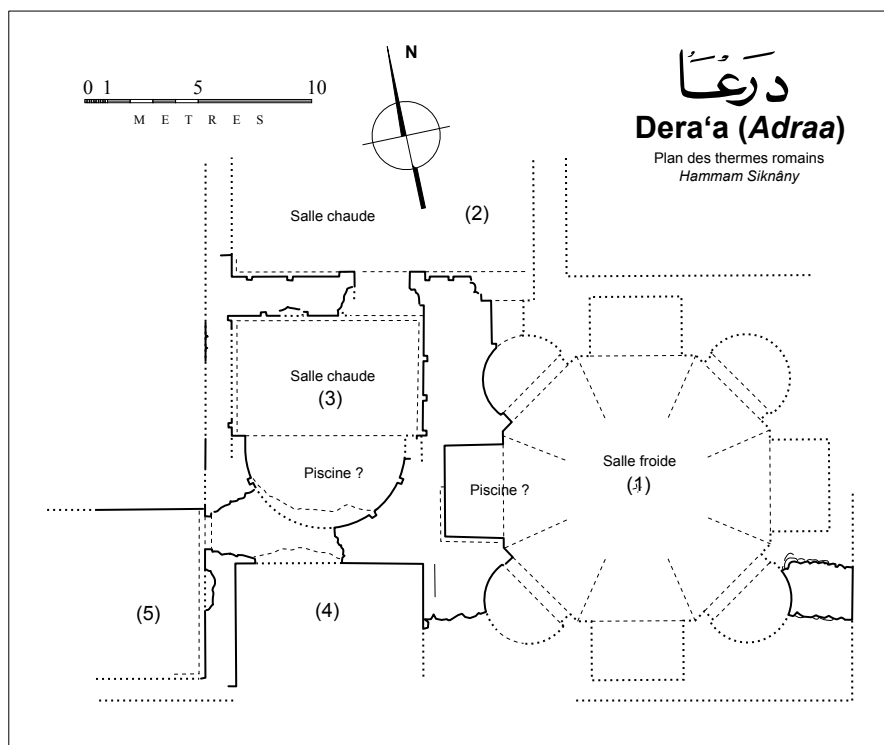 0 1 5 10
M E T R E S
N
دَرعَا
Dera‘a (Adraa)
Plan des thermes romains
Hammam Siknâny
Salle chaude (2)
Salle chaude
(3)
Piscine ?
Salle froide
(1)
Piscine ?
(4)
(5)